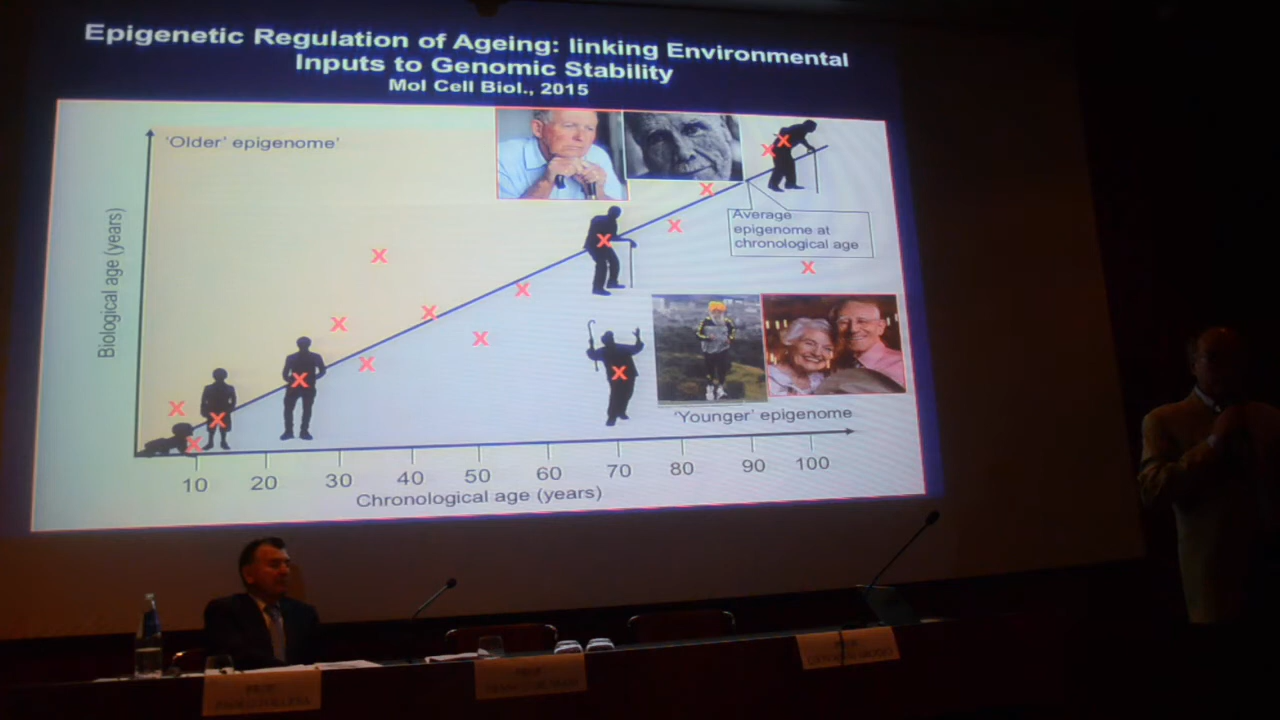 Epigenetic Regulation of Ageing: linking Environmental
Inputs to Genomic Stability
Mol Cell Biol., 2015
'Older' epigenome'
Biological age (years)
Average
epigenome at
chronological age
'Younger' epigenome
10 20 30 40 50 60 70 80 90 100
Chronological age (years)